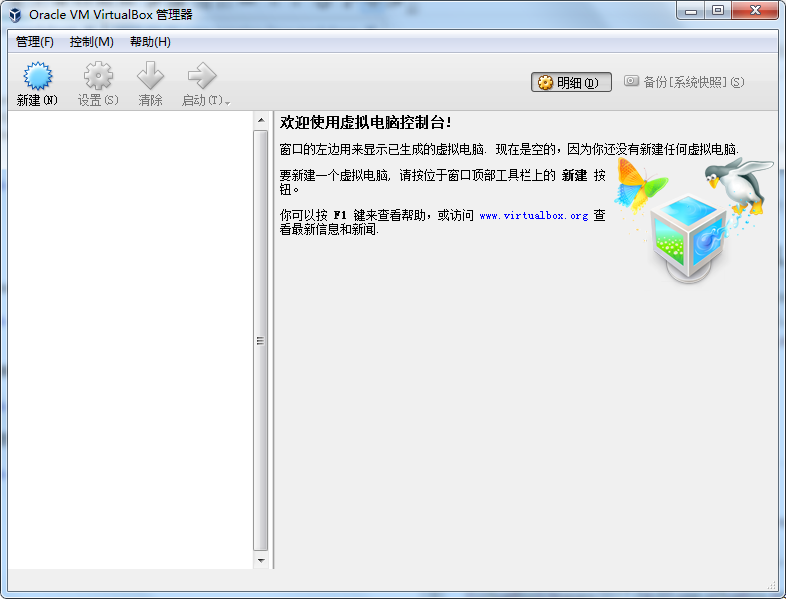 Oracle VM VirtualBox 管理器
管理(F) 控制(M) 帮助(H)
新建(N) 设置(S) 清除 启动(T) 明细(D) 备份[系统快照](S)
欢迎使用虚拟电脑控制台!
窗口的左边用来显示已生成的虚拟电脑. 现在是空的，因为你还没有新建任何虚拟电脑.
要新建一个虚拟电脑, 请按位于窗口顶部工具栏上的 新建 按
钮。
你可以按 F1 键来查看帮助，或访问 www.virtualbox.org 查
看最新信息和新闻.